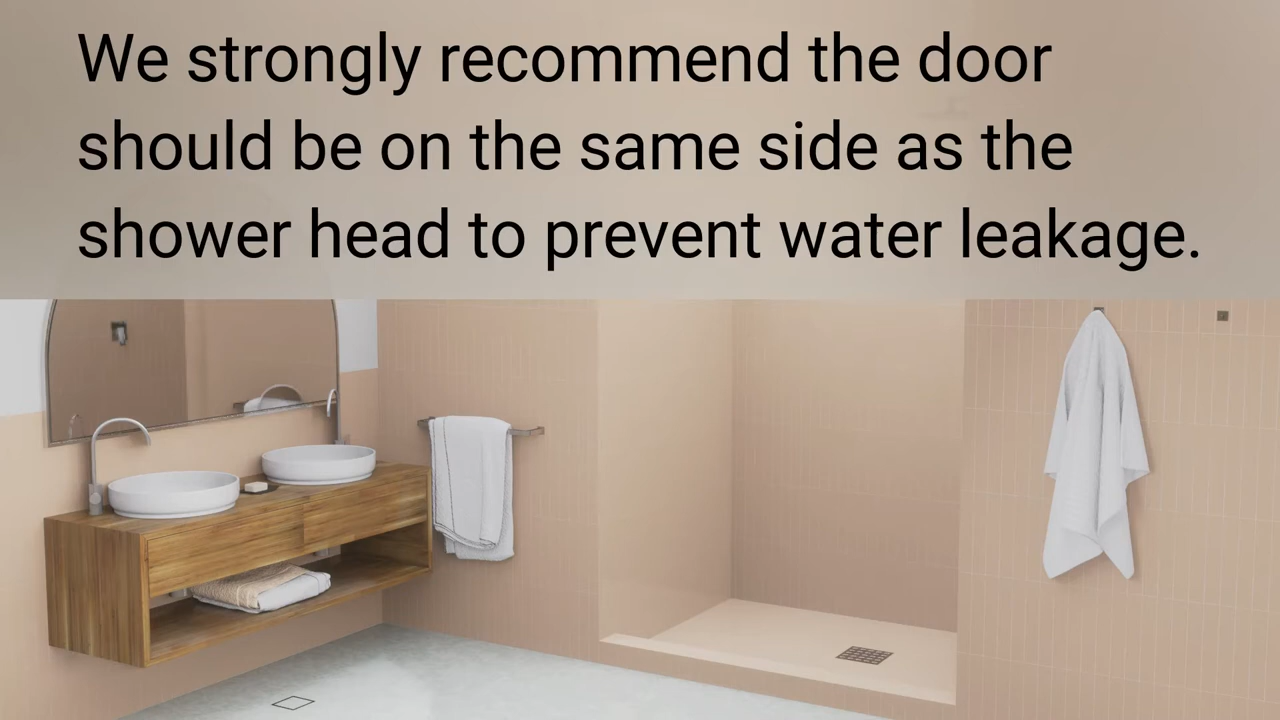 We strongly recommend the door
should be on the same side as the
shower head to prevent water leakage.